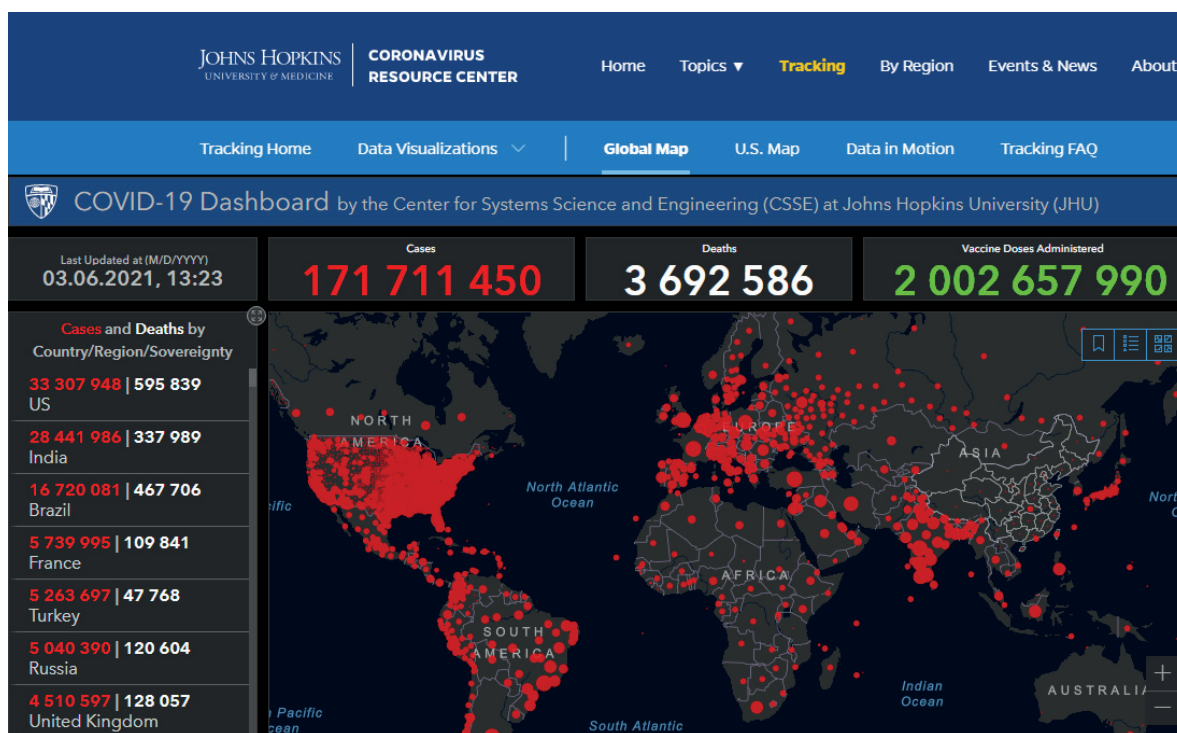 JOHNS HOPKINS
UNIVERSITY & MEDICINE
CORONAVIRUS
RESOURCE CENTER
Home Topics ▼ Tracking By Region Events & News About
Tracking Home Data Visualizations Global Map U.S. Map Data in Motion Tracking FAQ
COVID-19 Dashboard by the Center for Systems Science and Engineering (CSSE) at Johns Hopkins University (JHU)
Last Updated at (M/D/YYYY)
03.06.2021, 13:23
Cases
171 711 450
Deaths
3 692 586
Vaccine Doses Administered
2 002 657 990
Cases and Deaths by
Country/Region/Sovereignty
33 307 948 | 595 839
US
28 441 986 | 337 989
India
16 720 081 | 467 706
Brazil
5 739 995 | 109 841
France
5 263 697 | 47 768
Turkey
5 040 390 | 120 604
Russia
4 510 597 | 128 057
United Kingdom
NORTH
AMERICA
EUROPE
ASIA
North Atlantic
Ocean
cific
Nort
AFRICA
SOUTH
AMERICA
Indian
Ocean
AUSTRALIA
Pacific
cean
South Atlantic